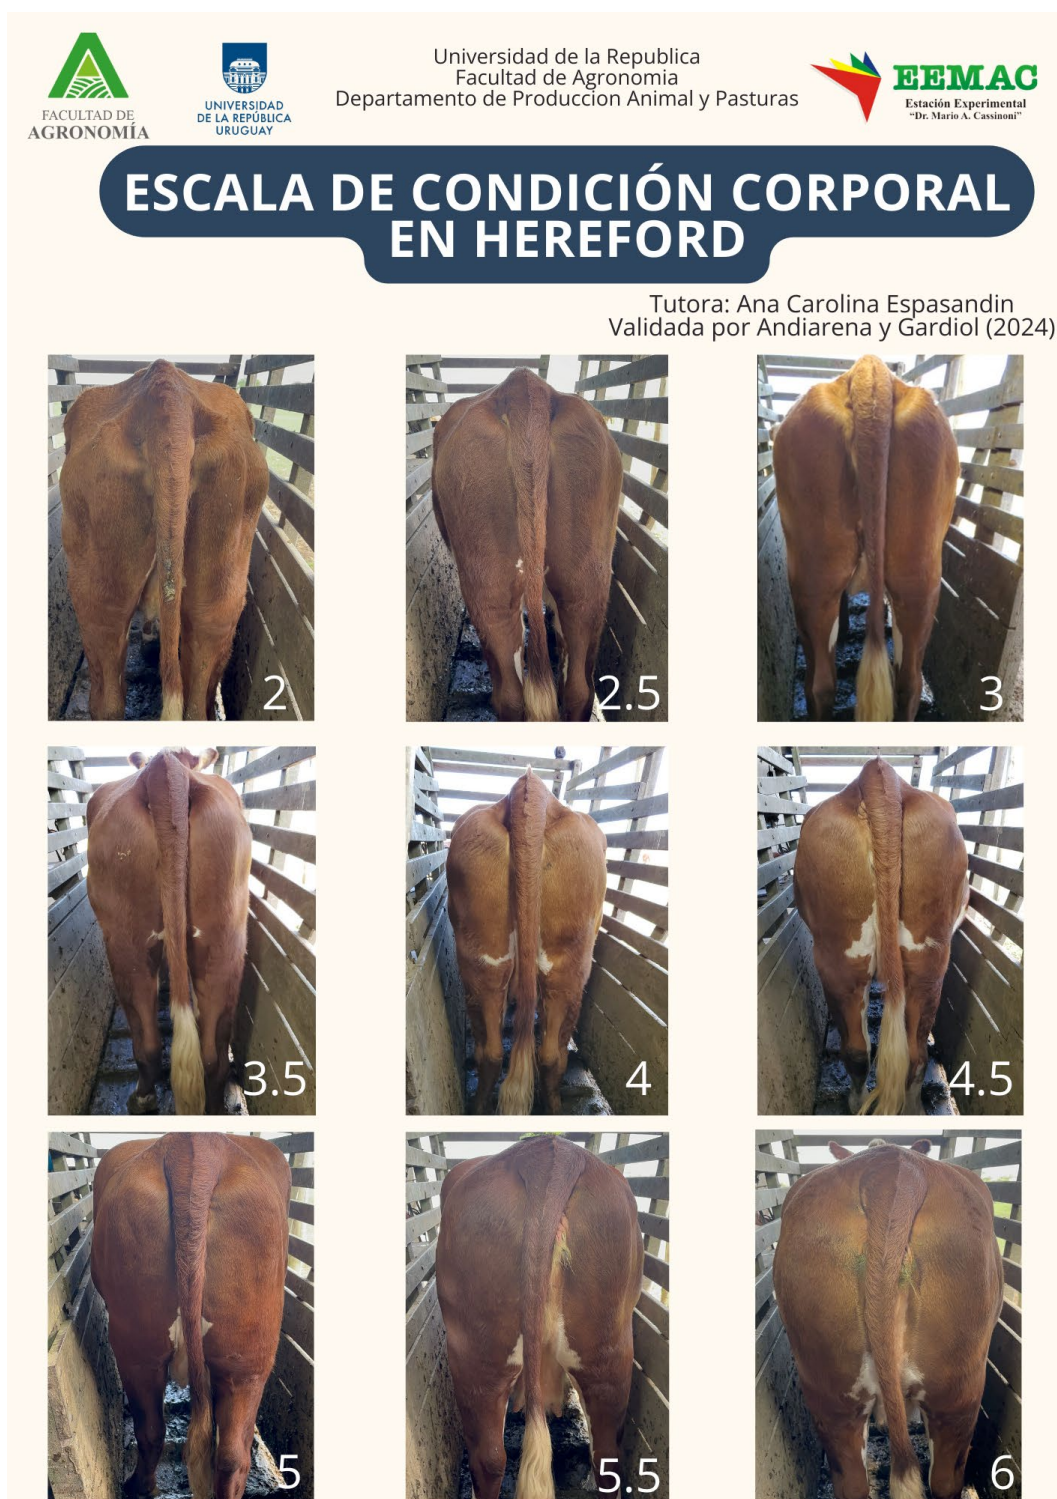 FACULTAD DE
AGRONOMÍA
UNIVERSIDAD
DE LA REPÚBLICA
URUGUAY
Universidad de la Republica
Facultad de Agronomia
Departamento de Produccion Animal y Pasturas
EEMAC
Estación Experimental
“Dr. Mario A. Cassinoni”
ESCALA DE CONDICIÓN CORPORAL
EN HEREFORD
Tutora: Ana Carolina Espasandin
Validada por Andiarena y Gardiol (2024)
2
2.5
3
3.5
4
4.5
5
5.5
6